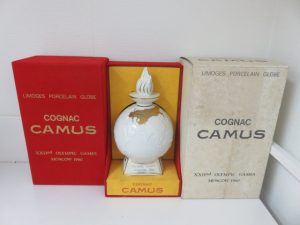 LIMOGES PORCELAIN GLOBE
COGNAC
CAMUS
XXIInd OLYMPIC GAMES
MOSCOW 1980
COGNAC
CAMUS
LIMOGES PORCELAIN GLOBE
COGNAC
CAMUS
XXIInd OLYMPIC GAMES
MOSCOW 1980